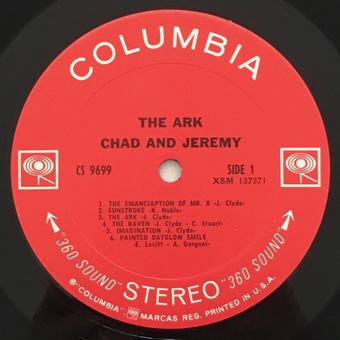 COLUMBIA
THE ARK
CHAD AND JEREMY
CS 9699
SIDE 1
XSM 137371
1. THE EMANCIAPTION OF MR. X -J. Clyde-
2. SUNSTROKE -K. Noble-
3. THE ARK -J. Clyde-
4. THE RAVEN -J. Clyde - C. Stuart-
5. IMAGINATION -J. Clyde-
6. PAINTED DAYGLOW SMILE
-E. Levitt - A. Gorgoni-
"360 SOUND" STEREO "360 SOUND"
®"COLUMBIA", MARCAS REG. PRINTED IN U.S.A.